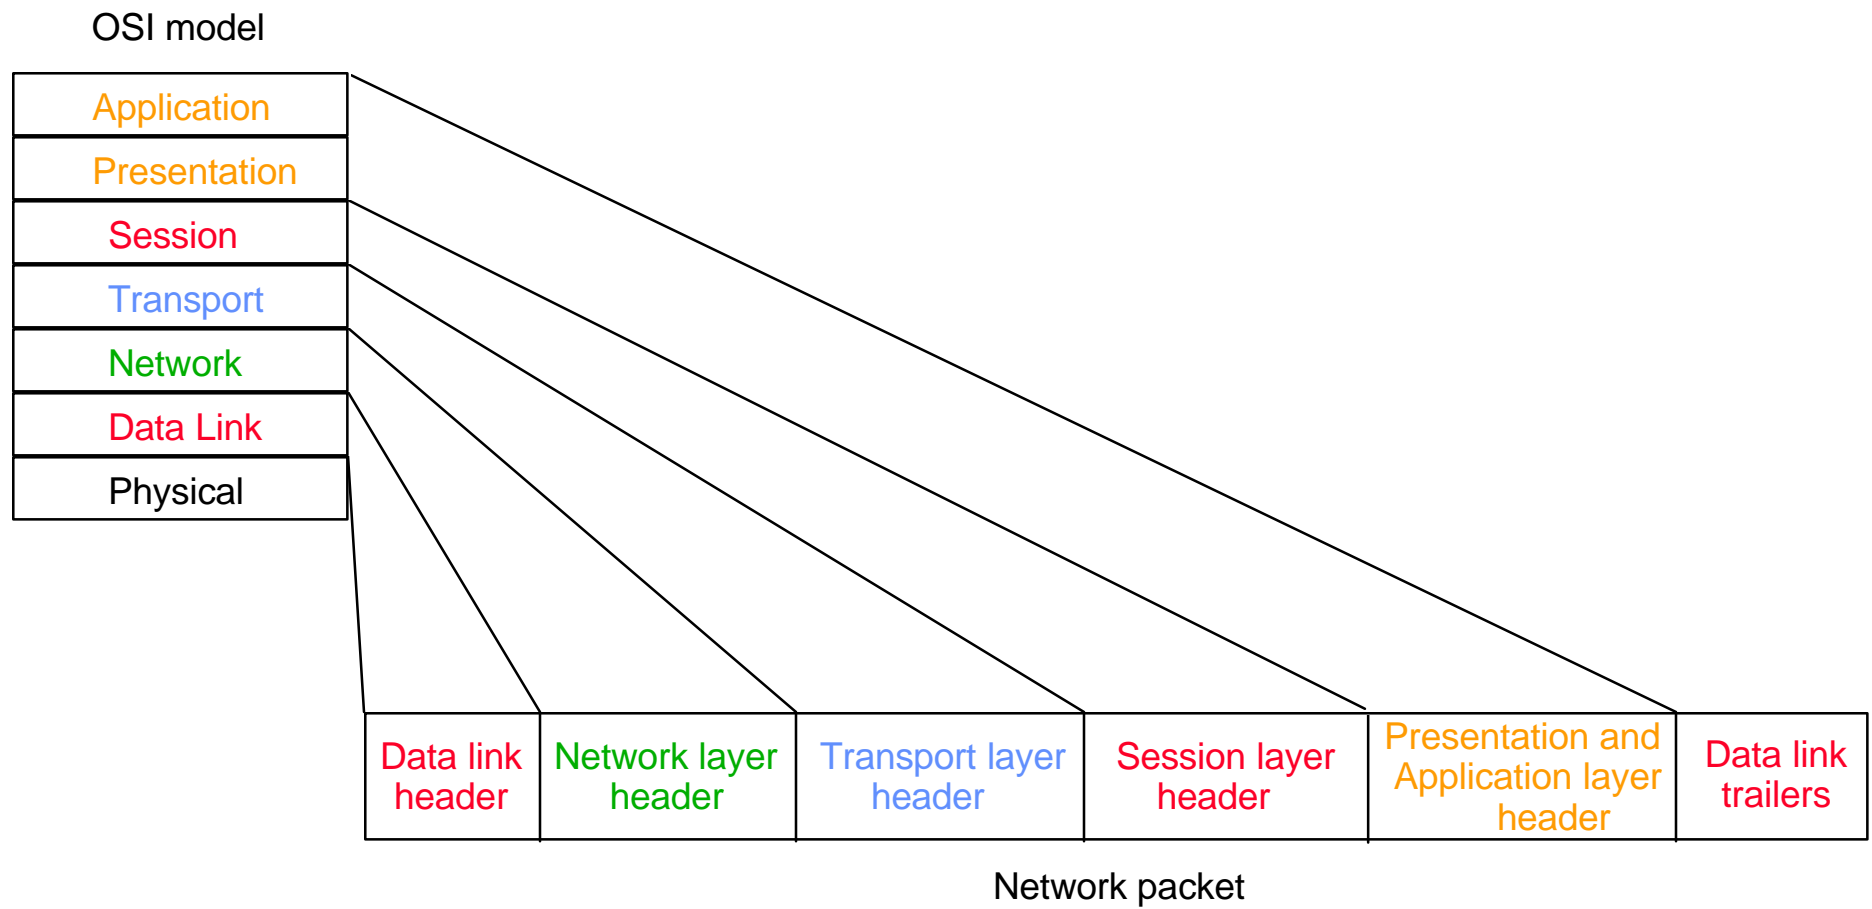 OSI model
Application
Presentation
Session
Transport
Network
Data Link
Physical
Data link
header
Network layer
header
Transport layer
header
Session layer
header
Presentation and
Application layer
header
Data link
trailers
Network packet